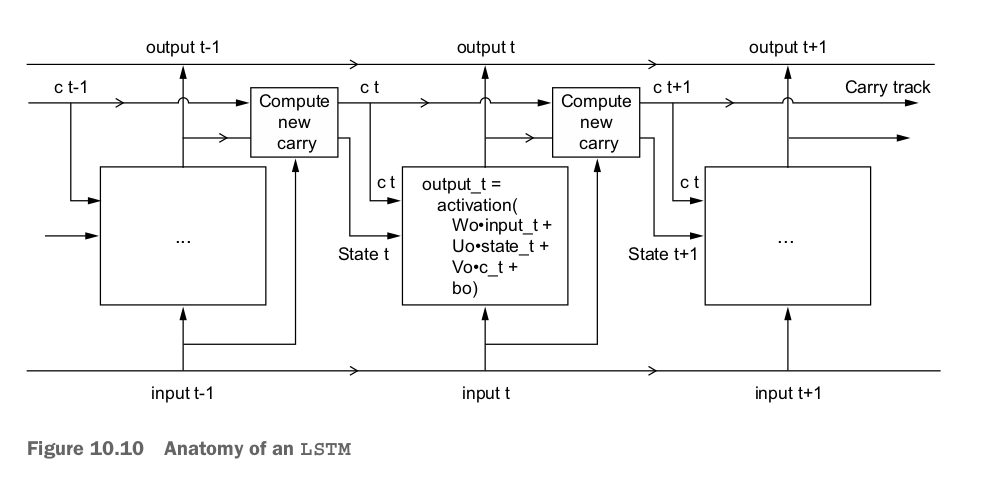 output t-1
output t
output t+1
c t-1
c t
c t+1
Carry track
Compute
new
carry
Compute
new
carry
c t
c t
output_t =
activation(
Wo•input_t +
Uo•state_t +
Vo•c_t +
bo)
...
...
State t
State t+1
input t-1
input t
input t+1
Figure 10.10 Anatomy of an LSTM